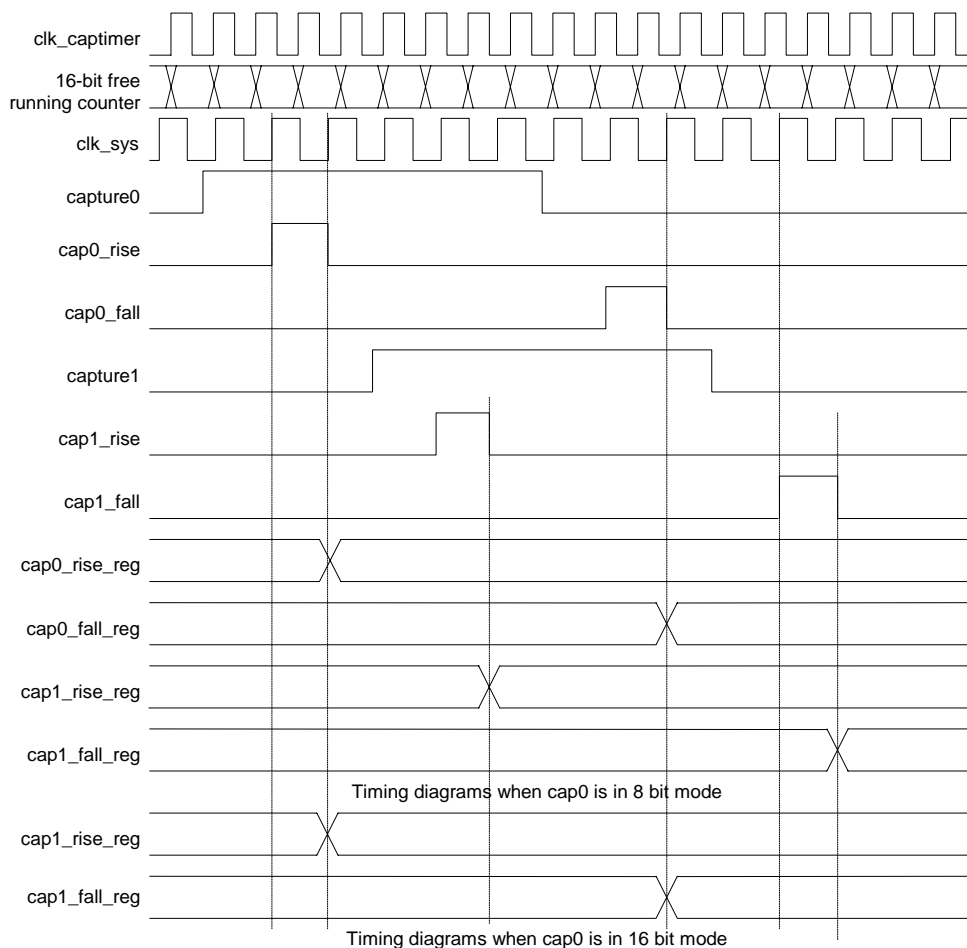 clk_captimer
16-bit free
running counter
clk_sys
capture0
cap0_rise
cap0_fall
capture1
cap1_rise
cap1_fall
cap0_rise_reg
cap0_fall_reg
cap1_rise_reg
cap1_fall_reg
Timing diagrams when cap0 is in 8 bit mode
cap1_rise_reg
cap1_fall_reg
Timing diagrams when cap0 is in 16 bit mode